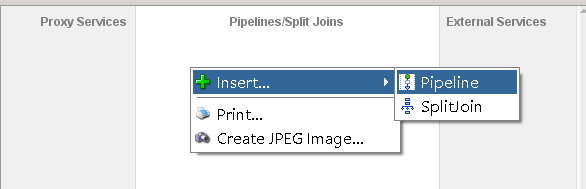 Proxy Services
Pipelines/Split Joins
External Services
Insert...
Pipeline
SplitJoin
Print...
Create JPEG Image...